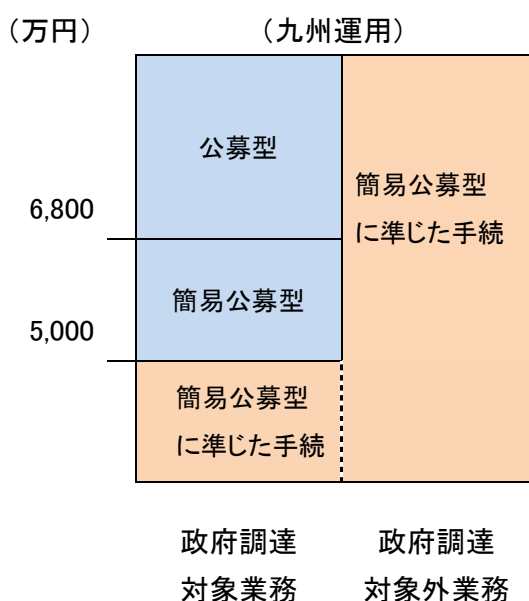 （万円）
（九州運用）
公募型
簡易公募型
に準じた手続
6,800
簡易公募型
5,000
簡易公募型
に準じた手続
政府調達
対象業務
政府調達
対象外業務